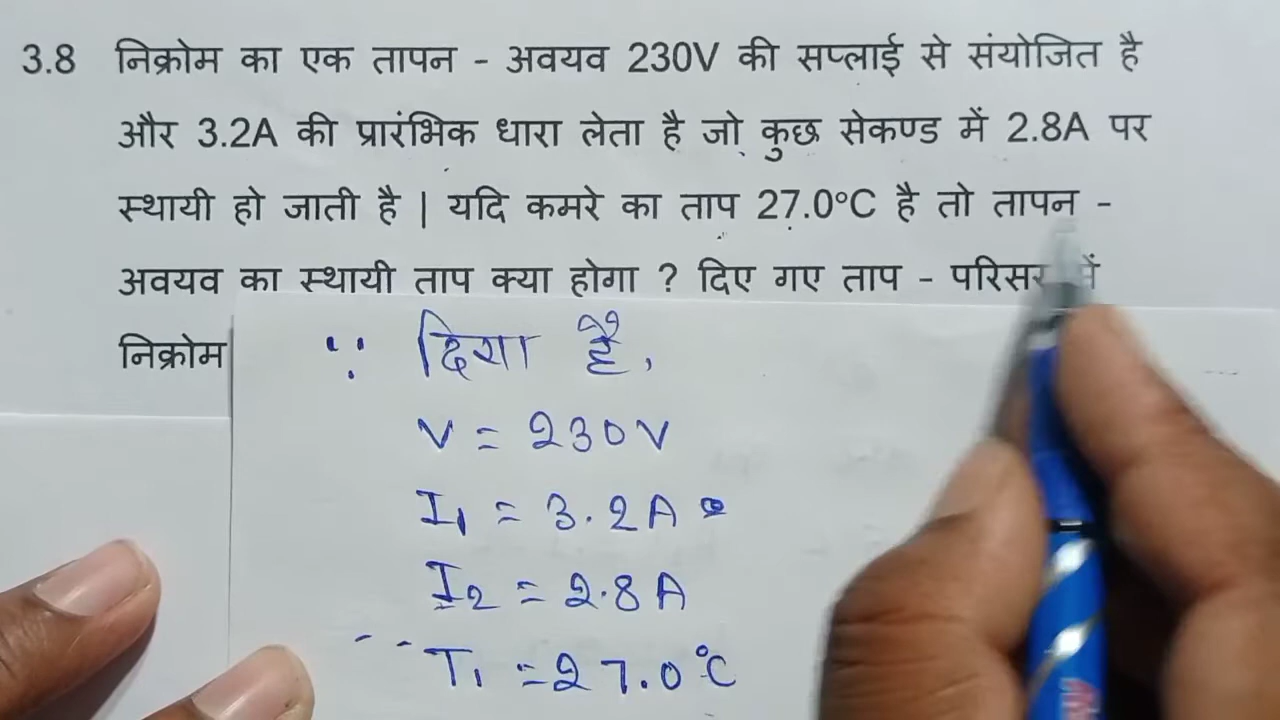 3.8 निक्रोम का एक तापन - अवयव 230V की सप्लाई से संयोजित है
और 3.2A की प्रारंभिक धारा लेता है जो कुछ सेकण्ड में 2.8A पर
स्थायी हो जाती है | यदि कमरे का ताप 27.0°C है तो तापन -
अवयव का स्थायी ताप क्या होगा ? दिए गए ताप - परिसर में
निक्रोम
∵ दिया है,
V = 230V
I₁ = 3.2A
I₂ = 2.8A
T₁ = 27.0°C